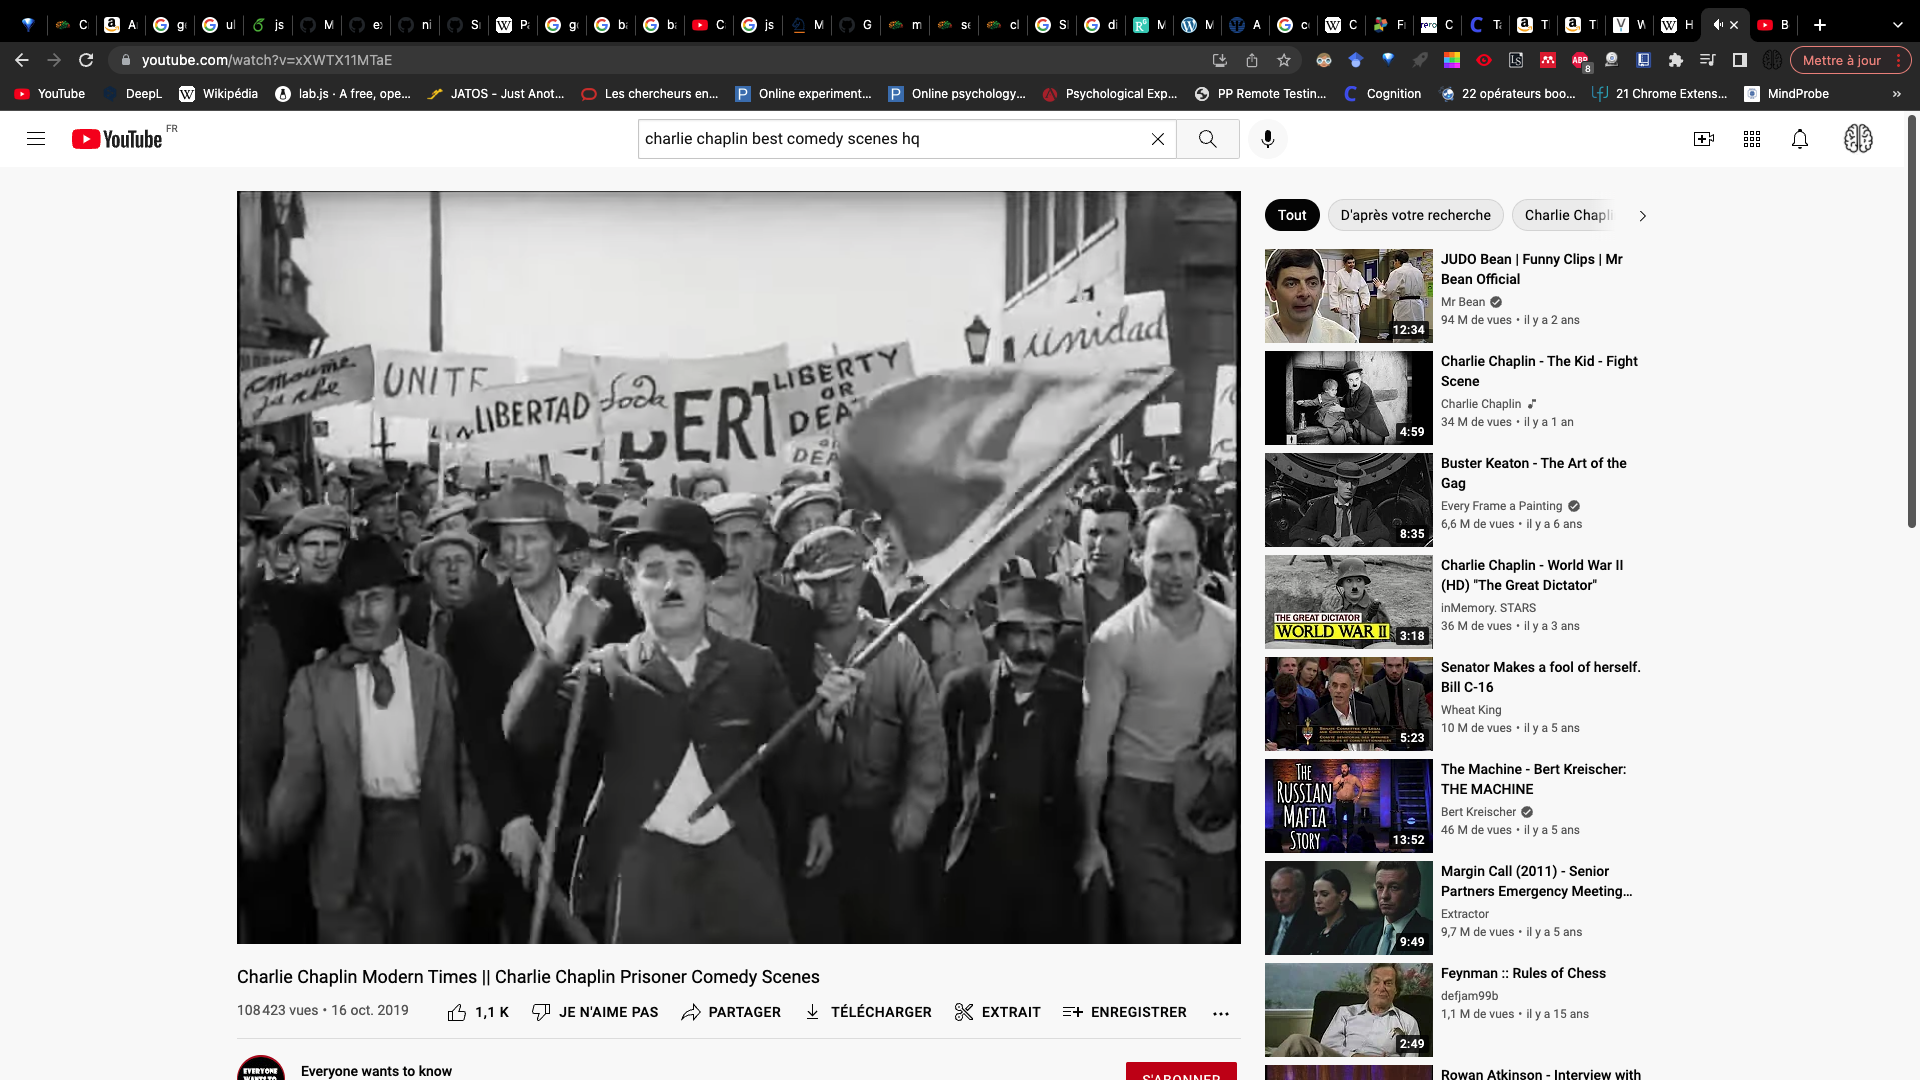 youtube.com/watch?v=xXWTX11MTaE
Mettre à jour
YouTube
DeepL
Wikipédia
lab.js · A free, ope...
JATOS - Just Anot...
Les chercheurs en...
Online experiment...
Online psychology...
Psychological Exp...
PP Remote Testin...
Cognition
22 opérateurs boo...
21 Chrome Extens...
MindProbe
»
YouTube FR
charlie chaplin best comedy scenes hq
UNITE
LIBERTAD
LIBERTY
OR
DEA
unidad
Charlie Chaplin Modern Times || Charlie Chaplin Prisoner Comedy Scenes
108 423 vues • 16 oct. 2019
1,1 K
JE N'AIME PAS
PARTAGER
TÉLÉCHARGER
EXTRAIT
ENREGISTRER
Everyone wants to know
S'ABONNER
Tout
D'après votre recherche
Charlie Chapli
JUDO Bean | Funny Clips | Mr
Bean Official
Mr Bean
94 M de vues • il y a 2 ans
12:34
Charlie Chaplin - The Kid - Fight
Scene
Charlie Chaplin
34 M de vues • il y a 1 an
4:59
Buster Keaton - The Art of the
Gag
Every Frame a Painting
6,6 M de vues • il y a 6 ans
8:35
Charlie Chaplin - World War II
(HD) "The Great Dictator"
inMemory. STARS
36 M de vues • il y a 3 ans
THE GREAT DICTATOR
WORLD WAR II
3:18
Senator Makes a fool of herself.
Bill C-16
Wheat King
10 M de vues • il y a 5 ans
5:23
The Machine - Bert Kreischer:
THE MACHINE
Bert Kreischer
46 M de vues • il y a 5 ans
THE
RUSSIAN
MAFIA
STORY
13:52
Margin Call (2011) - Senior
Partners Emergency Meeting...
Extractor
9,7 M de vues • il y a 5 ans
9:49
Feynman :: Rules of Chess
defjam99b
1,1 M de vues • il y a 15 ans
2:49
Rowan Atkinson - Interview with